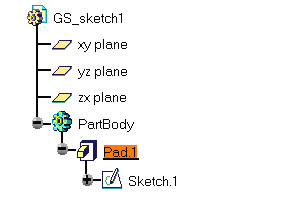 GS_sketch1
xy plane
yz plane
zx plane
PartBody
Pad.1
Sketch.1